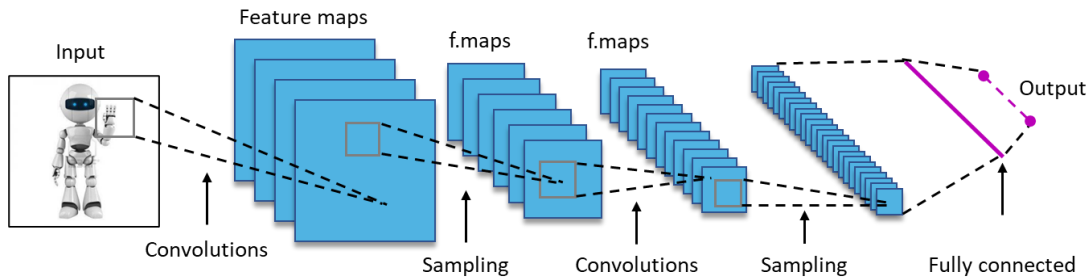 Input
Feature maps
f.maps
f.maps
Output
Convolutions
Sampling
Convolutions
Sampling
Fully connected